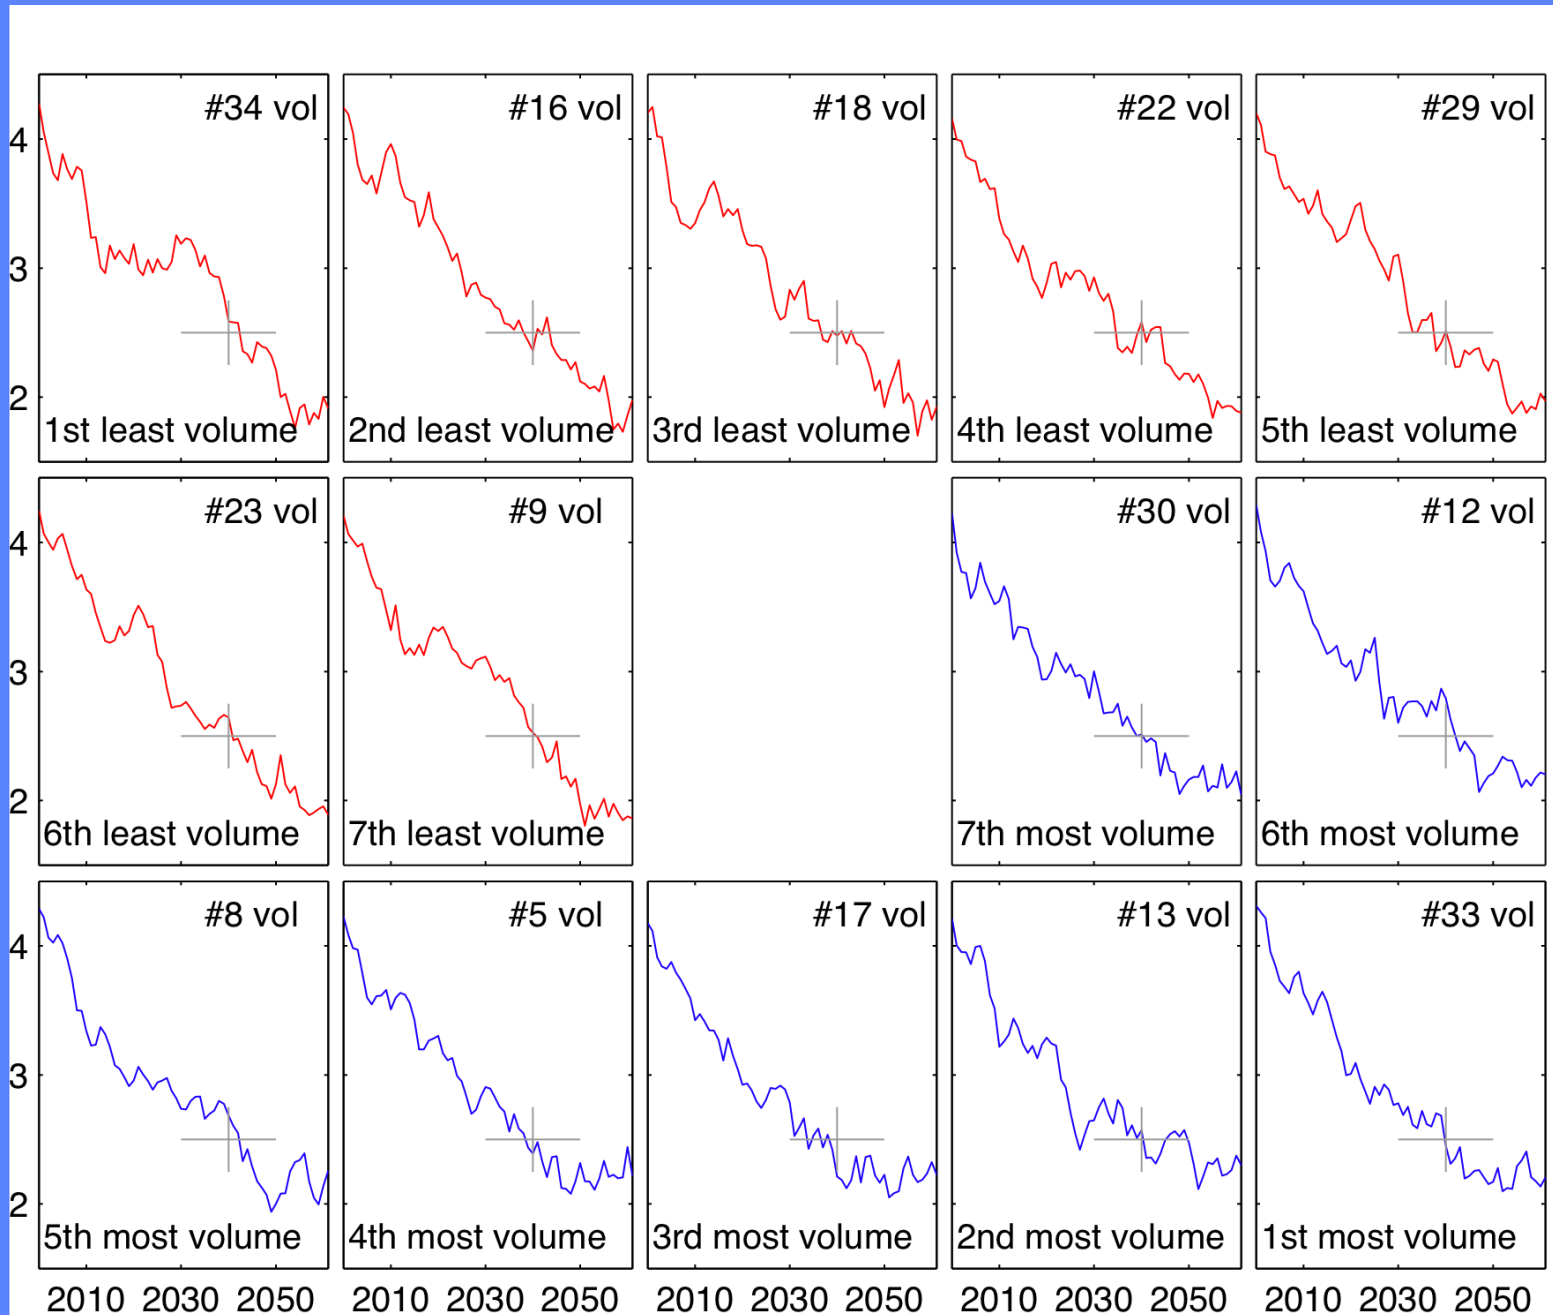 #34 vol
#16 vol
#18 vol
#22 vol
#29 vol
4
3
2
1st least volume
2nd least volume
3rd least volume
4th least volume
5th least volume
#23 vol
#9 vol
#30 vol
#12 vol
4
3
2
6th least volume
7th least volume
7th most volume
6th most volume
#8 vol
#5 vol
#17 vol
#13 vol
#33 vol
4
3
2
5th most volume
4th most volume
3rd most volume
2nd most volume
1st most volume
2010 2030 2050
2010 2030 2050
2010 2030 2050
2010 2030 2050
2010 2030 2050